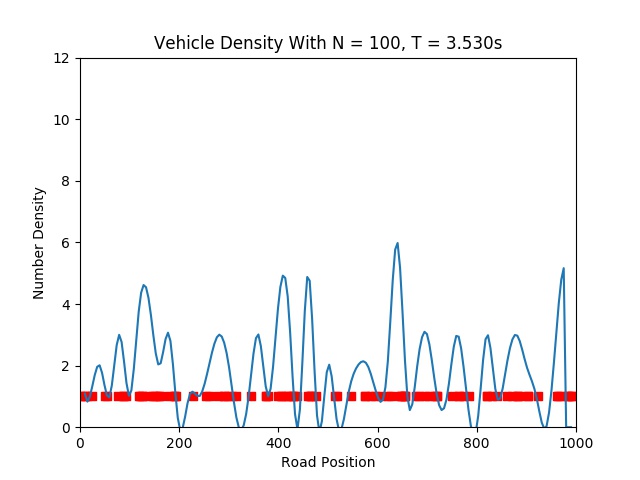 Vehicle Density With N = 100, T = 3.530s
12
10
8
6
4
2
0
Number Density
0 200 400 600 800 1000
Road Position